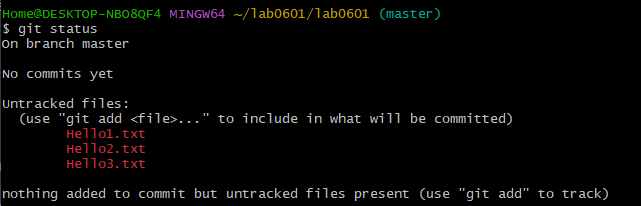 Home@DESKTOP-NBO8QF4 MINGW64 ~/lab0601/lab0601 (master)
$ git status
On branch master
No commits yet
Untracked files:
(use "git add <file>..." to include in what will be committed)
Hello1.txt
Hello2.txt
Hello3.txt
nothing added to commit but untracked files present (use "git add" to track)